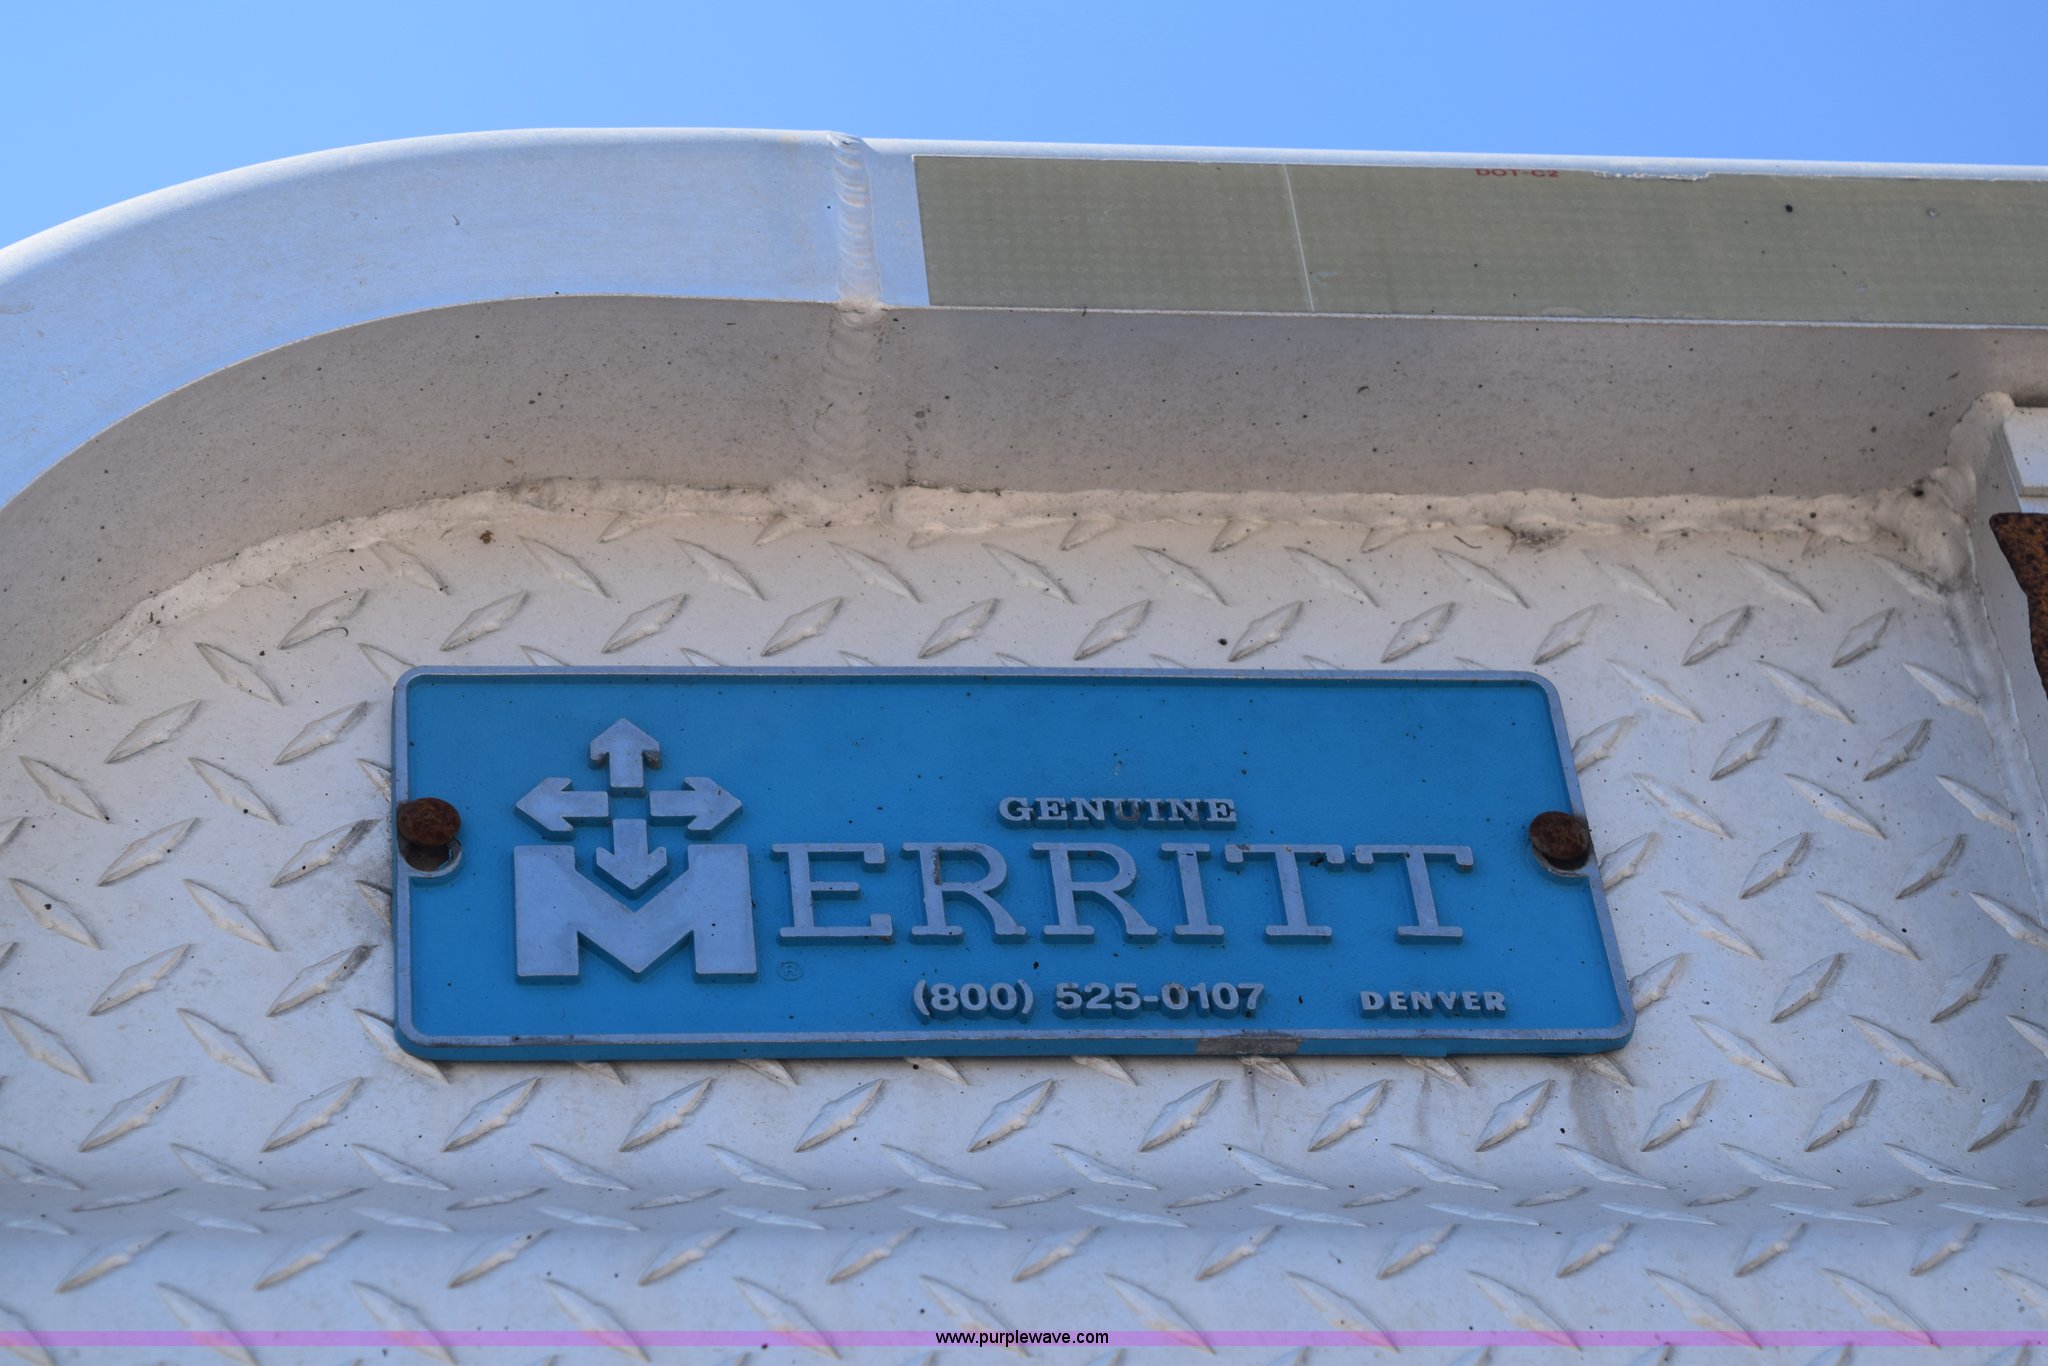 DOT-C2
GENUINE
MERRITT®
(800) 525-0107 DENVER
www.purplewave.com